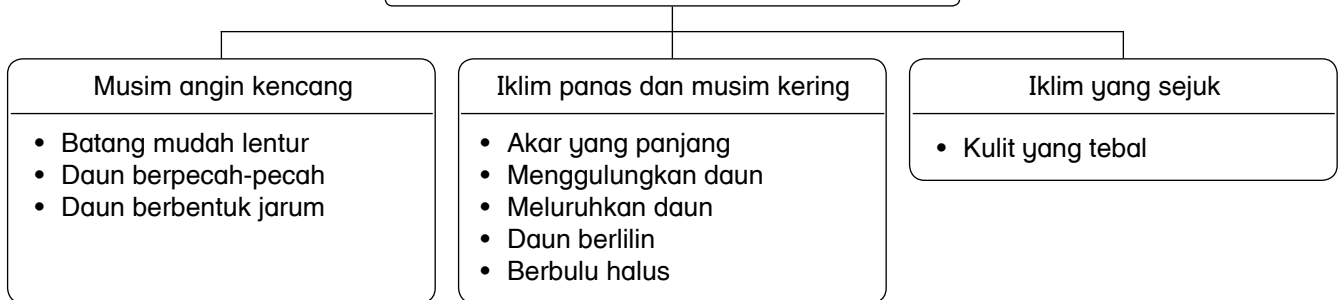 Musim angin kencang
• Batang mudah lentur
• Daun berpecah-pecah
• Daun berbentuk jarum
Iklim panas dan musim kering
• Akar yang panjang
• Menggulungkan daun
• Meluruhkan daun
• Daun berlilin
• Berbulu halus
Iklim yang sejuk
• Kulit yang tebal